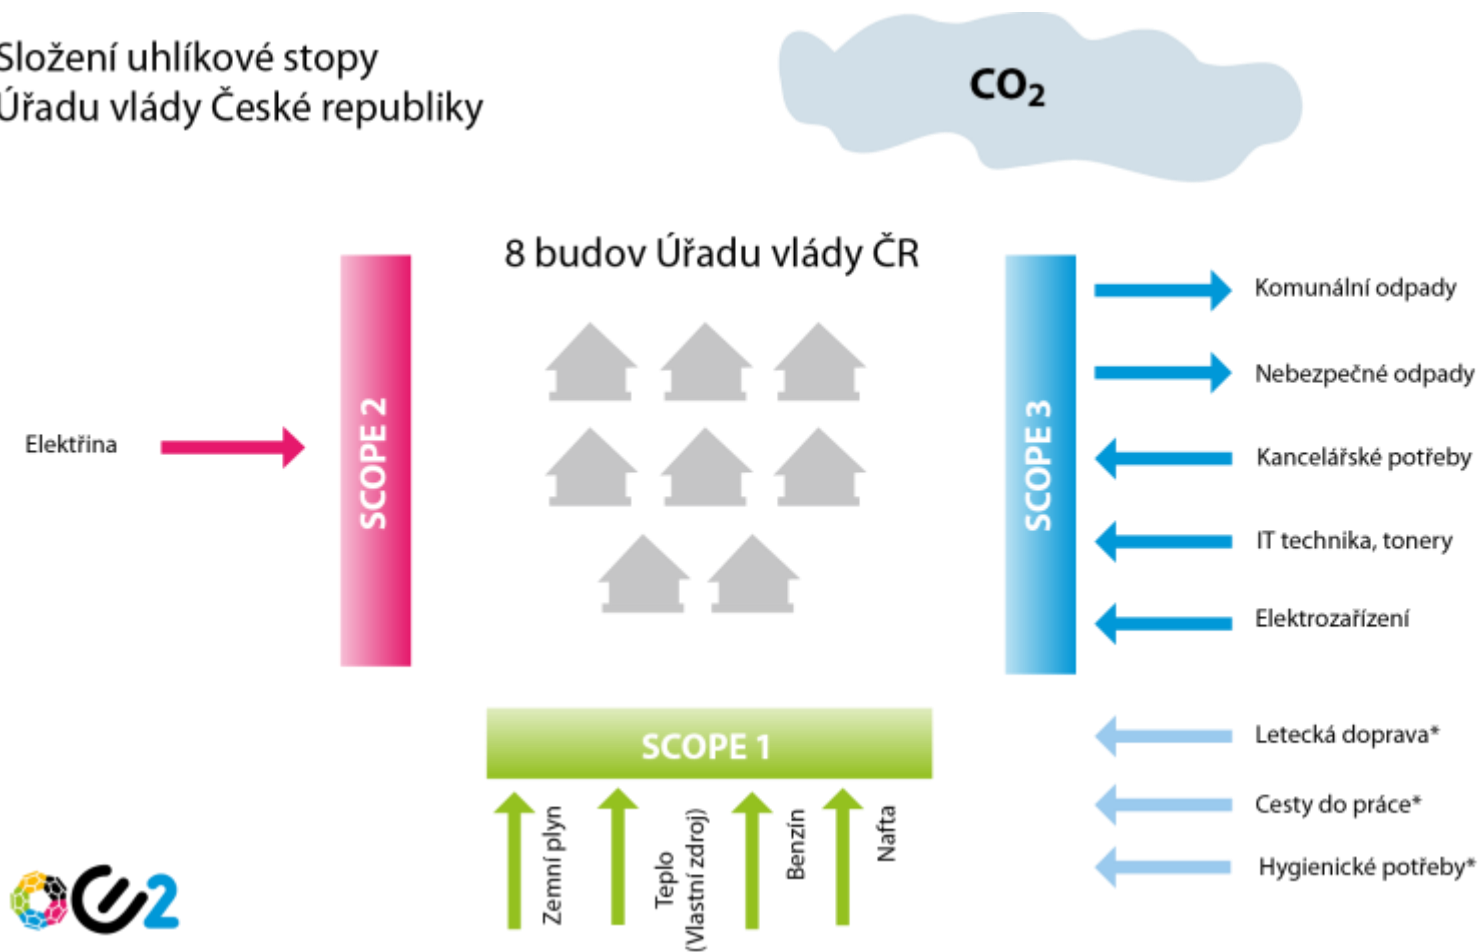 Složení uhlíkové stopy
Úřadu vlády České republiky
CO₂
8 budov Úřadu vlády ČR
Elektřina
SCOPE 2
SCOPE 3
Komunální odpady
Nebezpečné odpady
Kancelářské potřeby
IT technika, tonery
Elektrozařízení
SCOPE 1
Zemní plyn
Teplo
(Vlastní zdroj)
Benzín
Nafta
Letecká doprava*
Cesty do práce*
Hygienické potřeby*